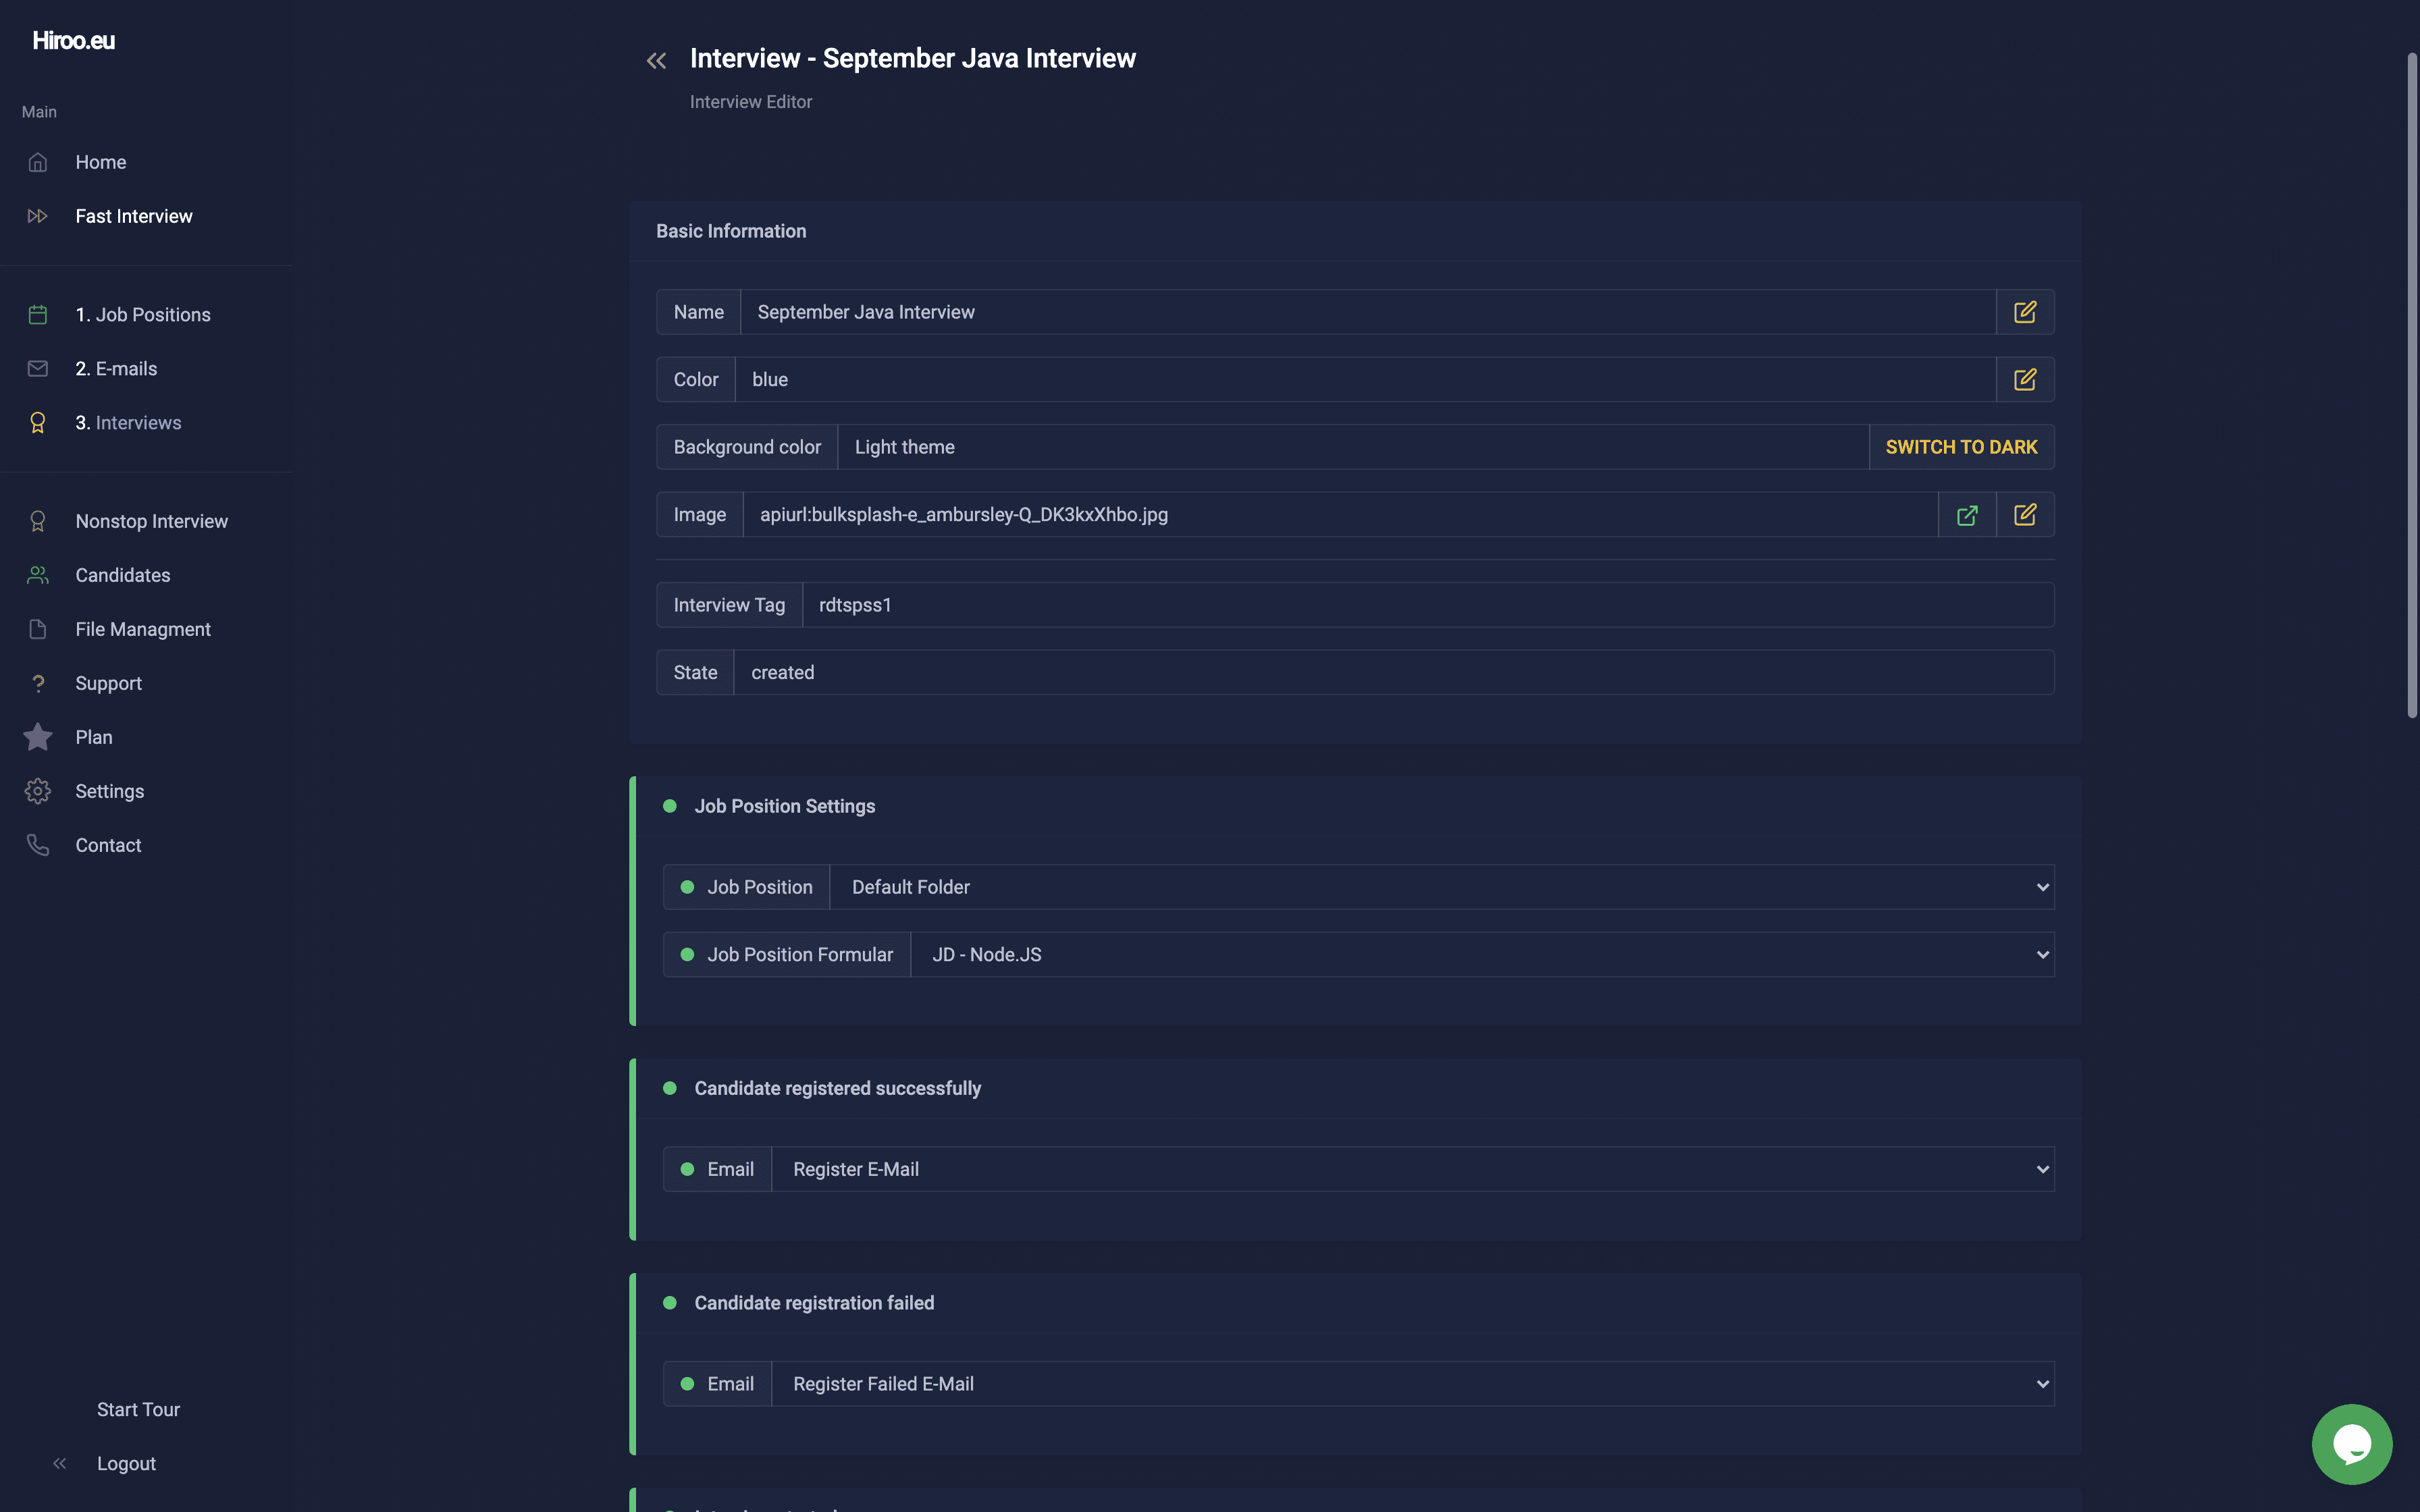 Hiroo.eu
Main
Home
Fast Interview
1. Job Positions
2. E-mails
3. Interviews
Nonstop Interview
Candidates
File Managment
Support
Plan
Settings
Contact
Start Tour
Logout
Interview - September Java Interview
Interview Editor
Basic Information
Name September Java Interview
Color blue
Background color Light theme SWITCH TO DARK
Image apiurl:bulksplash-e_ambursley-Q_DK3kxXhbo.jpg
Interview Tag rdtspss1
State created
Job Position Settings
Job Position Default Folder
Job Position Formular JD - Node.JS
Candidate registered successfully
Email Register E-Mail
Candidate registration failed
Email Register Failed E-Mail